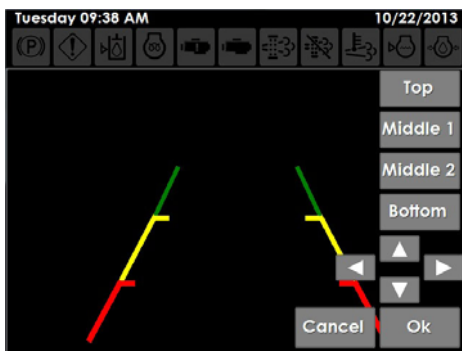 Tuesday 09:38 AM 10/22/2013
(P)
Top
Middle 1
Middle 2
Bottom
Cancel Ok